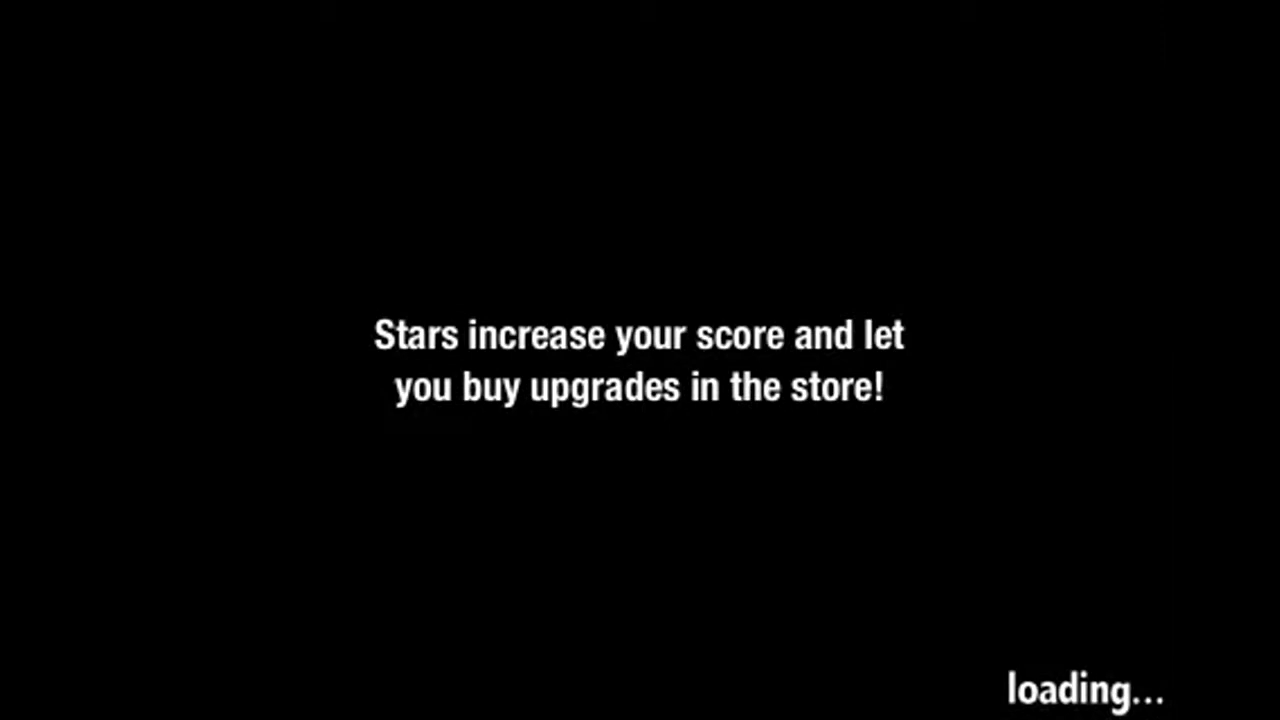 Stars increase your score and let
you buy upgrades in the store!
loading...